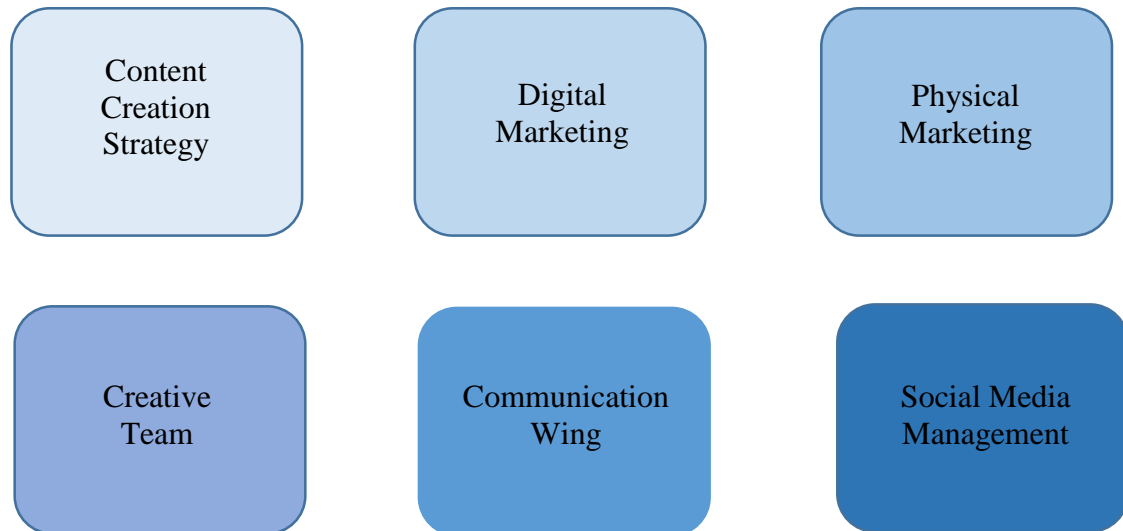 Content
Creation
Strategy
Digital
Marketing
Physical
Marketing
Creative
Team
Communication
Wing
Social Media
Management